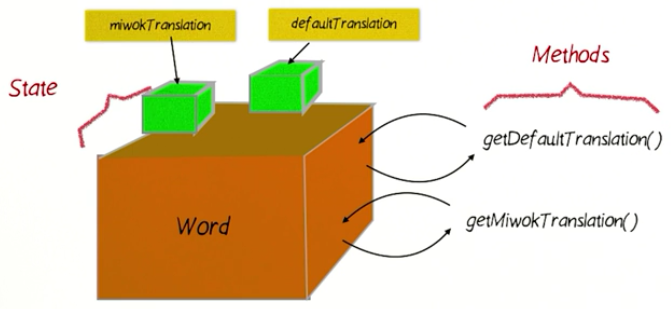 miwokTranslation
defaultTranslation
State
Methods
getDefaultTranslation()
Word
getMiwokTranslation()